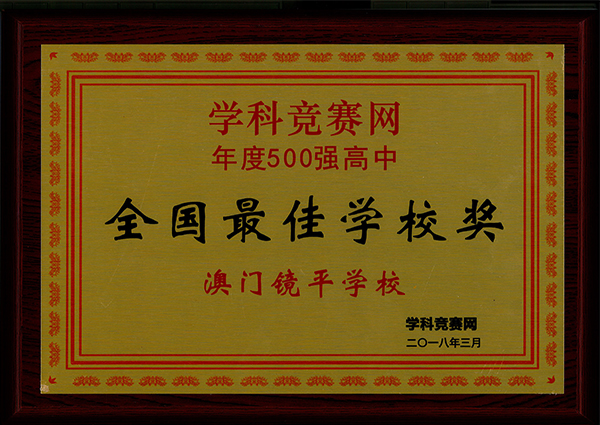 学科竞赛网
年度500强高中
全国最佳学校奖
澳门镜平学校
学科竞赛网
二〇一八年三月